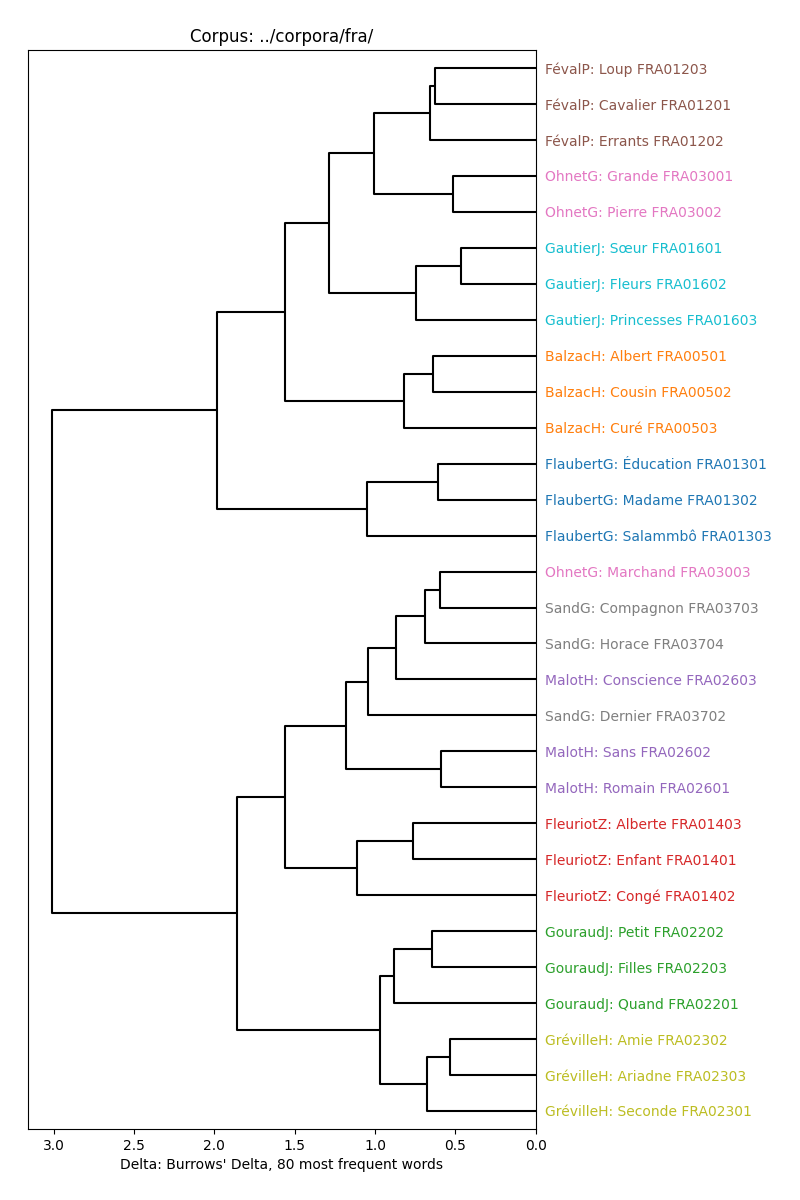 Corpus: ../corpora/fra/
FévalP: Loup FRA01203
FévalP: Cavalier FRA01201
FévalP: Errants FRA01202
OhnetG: Grande FRA03001
OhnetG: Pierre FRA03002
GautierJ: Sœur FRA01601
GautierJ: Fleurs FRA01602
GautierJ: Princesses FRA01603
BalzacH: Albert FRA00501
BalzacH: Cousin FRA00502
BalzacH: Curé FRA00503
FlaubertG: Éducation FRA01301
FlaubertG: Madame FRA01302
FlaubertG: Salammbô FRA01303
OhnetG: Marchand FRA03003
SandG: Compagnon FRA03703
SandG: Horace FRA03704
MalotH: Conscience FRA02603
SandG: Dernier FRA03702
MalotH: Sans FRA02602
MalotH: Romain FRA02601
FleuriotZ: Alberte FRA01403
FleuriotZ: Enfant FRA01401
FleuriotZ: Congé FRA01402
GouraudJ: Petit FRA02202
GouraudJ: Filles FRA02203
GouraudJ: Quand FRA02201
GrévilleH: Amie FRA02302
GrévilleH: Ariadne FRA02303
GrévilleH: Seconde FRA02301
3.0 2.5 2.0 1.5 1.0 0.5 0.0
Delta: Burrows' Delta, 80 most frequent words